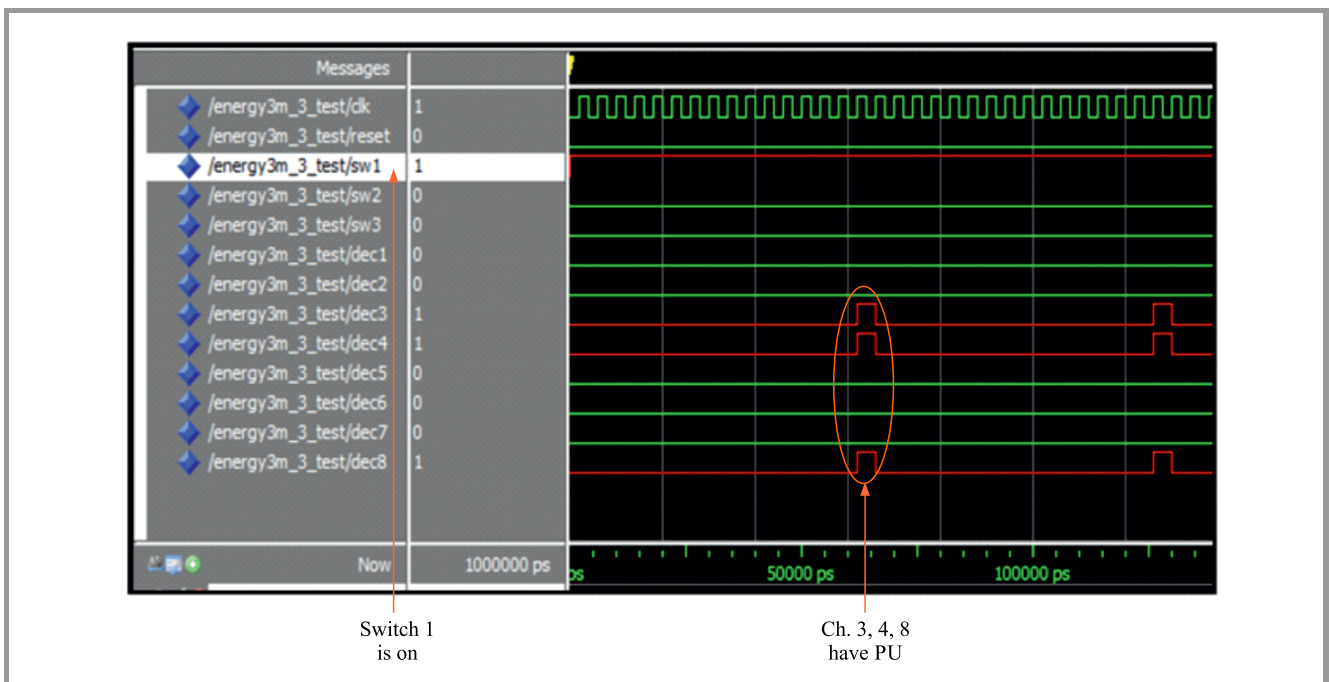 Messages
/energy3m_3_test/clk 1
/energy3m_3_test/reset 0
/energy3m_3_test/sw1 1
/energy3m_3_test/sw2 0
/energy3m_3_test/sw3 0
/energy3m_3_test/dec1 0
/energy3m_3_test/dec2 0
/energy3m_3_test/dec3 1
/energy3m_3_test/dec4 1
/energy3m_3_test/dec5 0
/energy3m_3_test/dec6 0
/energy3m_3_test/dec7 0
/energy3m_3_test/dec8 1
Now 1000000 ps
ps 50000 ps 100000 ps
Switch 1
is on
Ch. 3, 4, 8
have PU